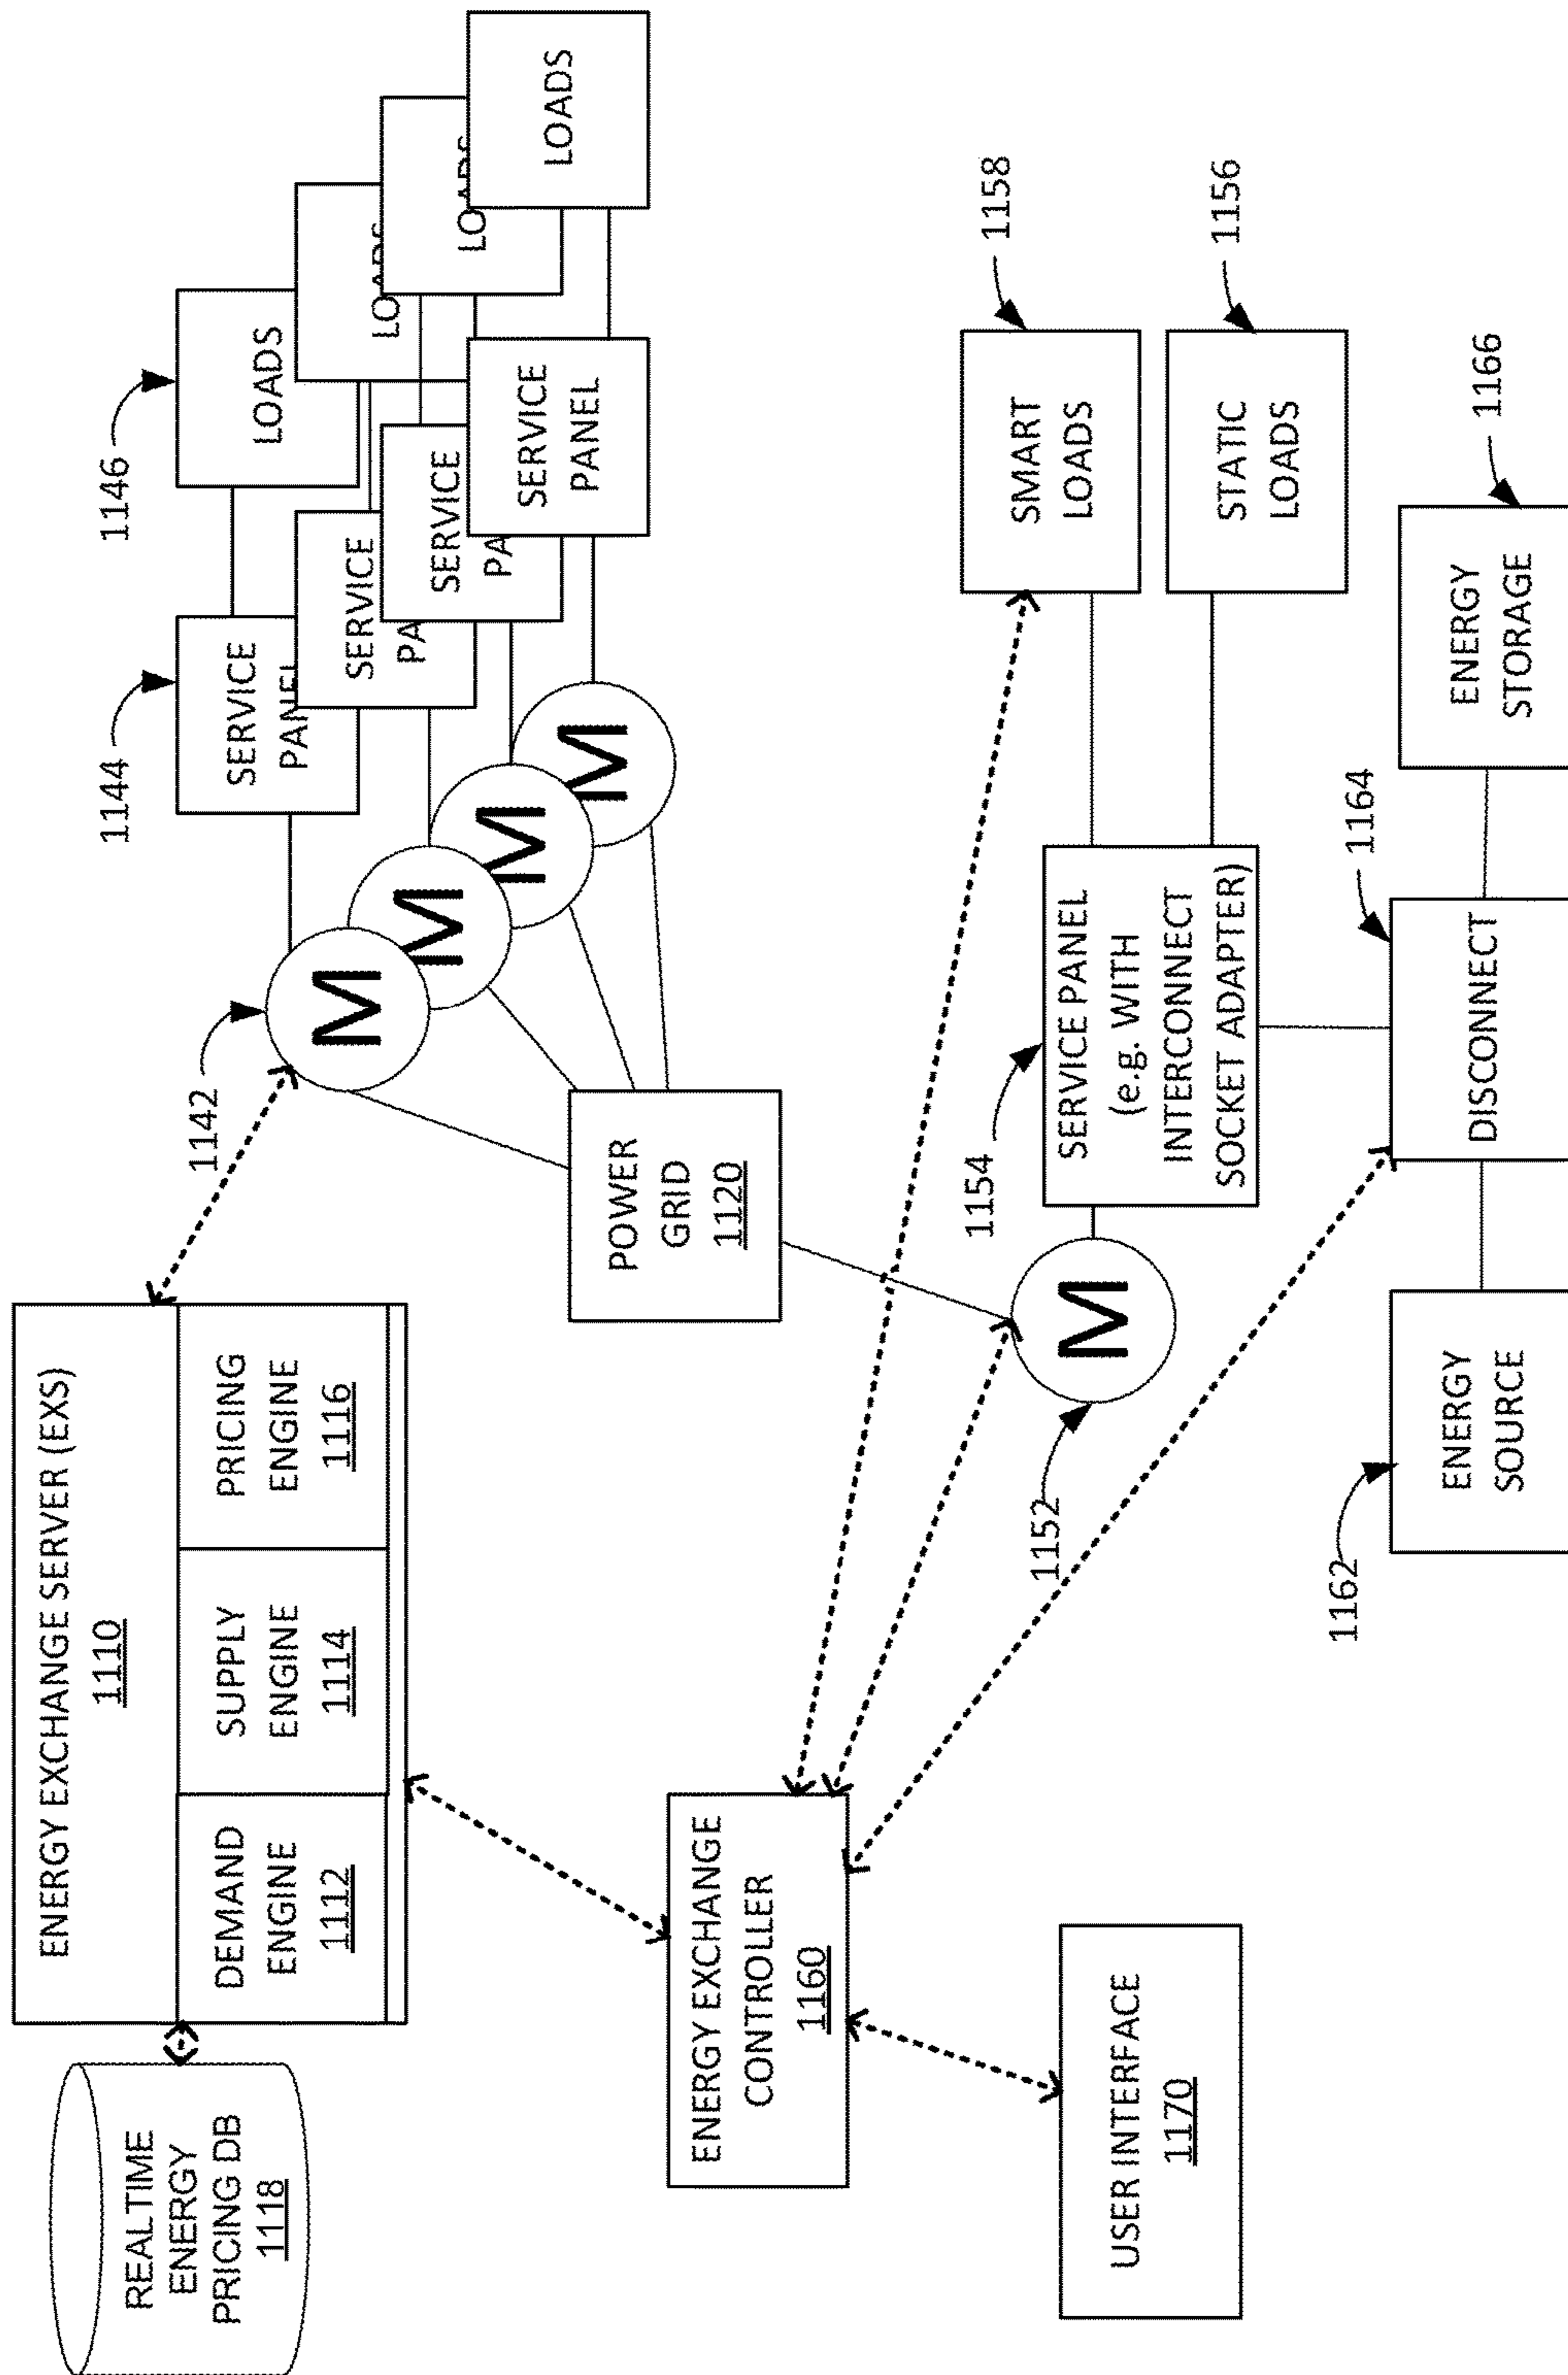 REALTIME
ENERGY
PRICING DB
1118
ENERGY EXCHANGE SERVER (EXS)
1110
DEMAND
ENGINE
1112
SUPPLY
ENGINE
1114
PRICING
ENGINE
1116
1142
M
M
M
M
1144
SERVICE
PANEL
SERVICE
PA
SERVICE
PA
SERVICE
PANEL
1146
LOADS
LOADS
LOADS
LOADS
POWER
GRID
1120
ENERGY EXCHANGE
CONTROLLER
1160
USER INTERFACE
1170
1152
M
1154
SERVICE PANEL
(e.g. WITH
INTERCONNECT
SOCKET ADAPTER)
SMART
LOADS
1158
STATIC
LOADS
1156
1162
ENERGY
SOURCE
DISCONNECT
1164
ENERGY
STORAGE
1166